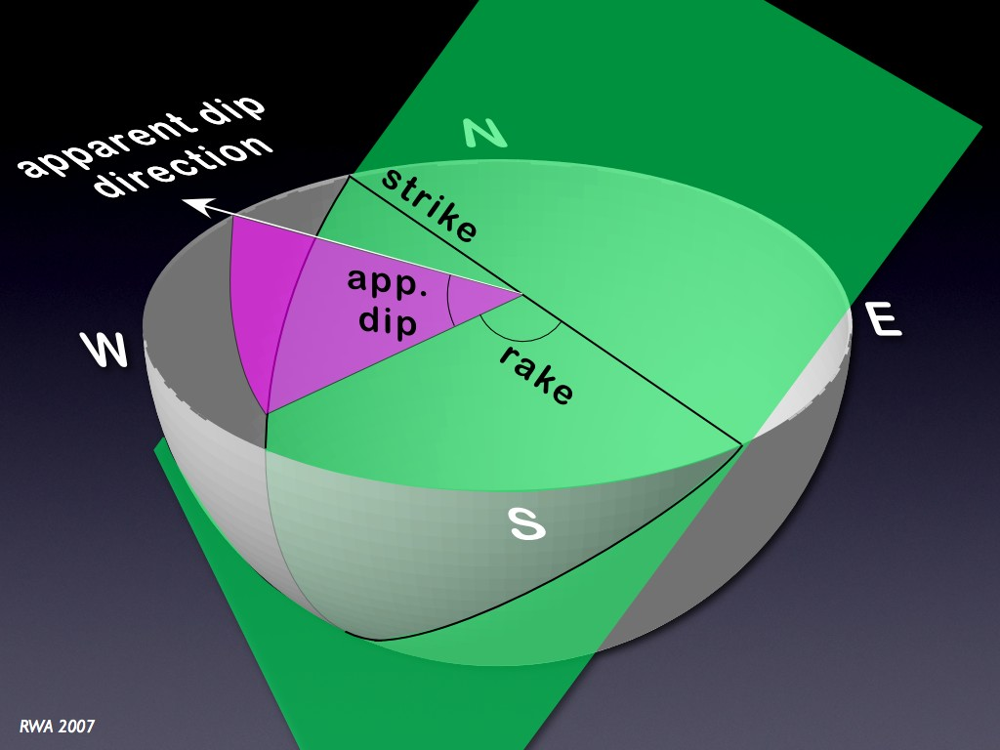 apparent dip
direction
N
strike
app.
dip
W
E
rake
S
RWA 2007